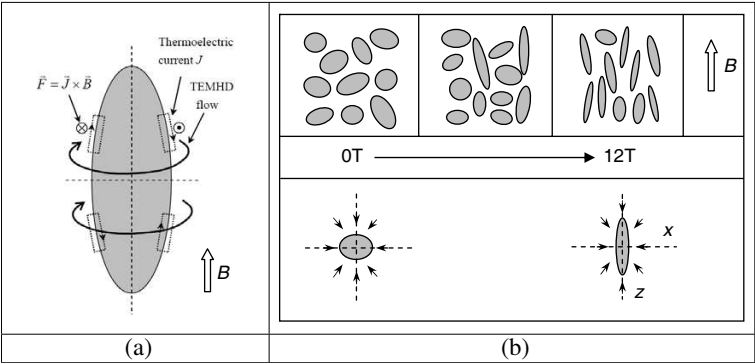 Thermoelectric
current J
F⃗ = J⃗ × B⃗
TEMHD
flow
B
(a)
B
0T
12T
x
z
(b)